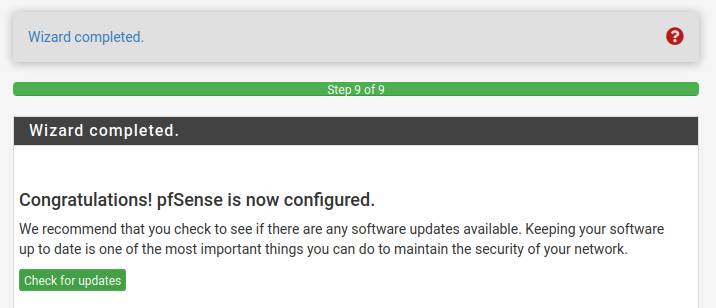 Wizard completed.
?
Step 9 of 9
Wizard completed.
Congratulations! pfSense is now configured.
We recommend that you check to see if there are any software updates available. Keeping your software
up to date is one of the most important things you can do to maintain the security of your network.
Check for updates